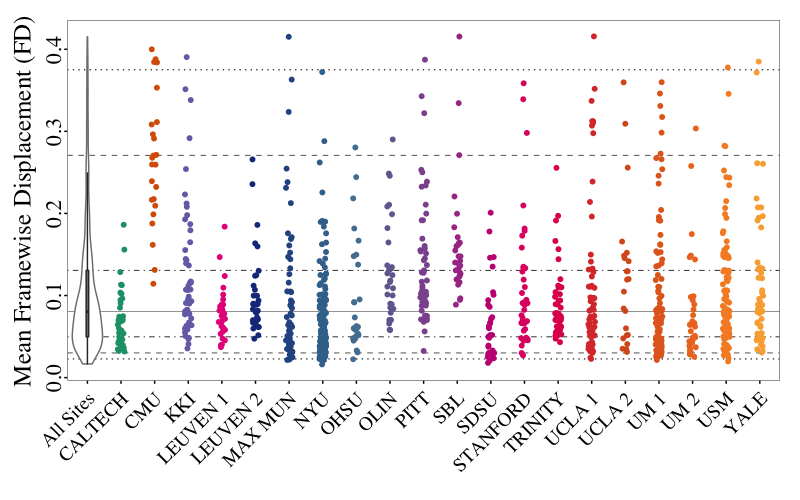 Mean Framewise Displacement (FD)
0.4
0.3
0.2
0.1
0.0
All Sites
CALTECH
CMU
KKI
LEUVEN 1
LEUVEN 2
MAX MUN
NYU
OHSU
OLIN
PITT
SBL
SDSU
STANFORD
TRINITY
UCLA 1
UCLA 2
UM 1
UM 2
USM
YALE